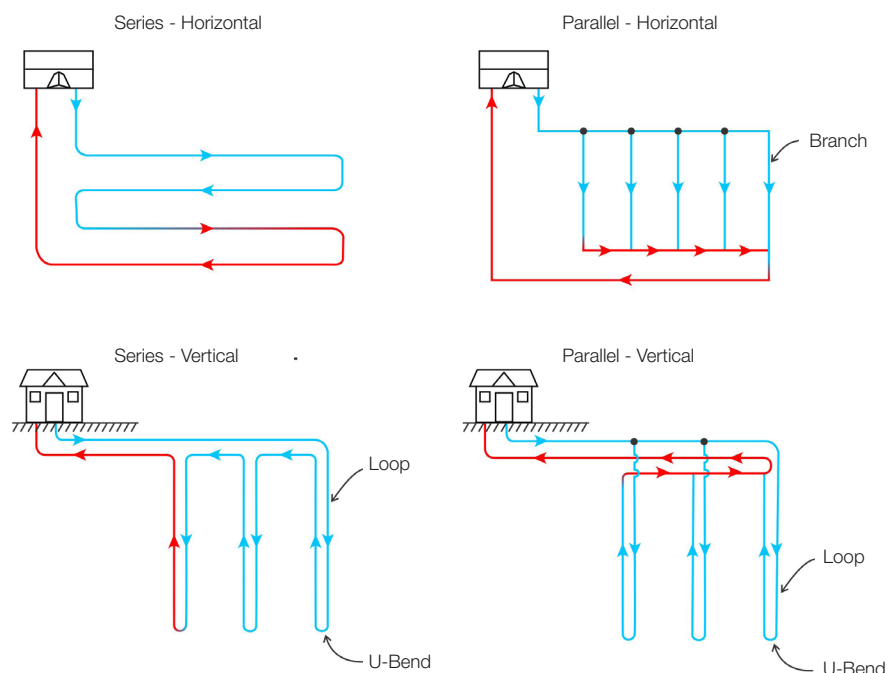 Series - Horizontal
Parallel - Horizontal
Branch
Series - Vertical
Parallel - Vertical
Loop
U-Bend
Loop
U-Bend